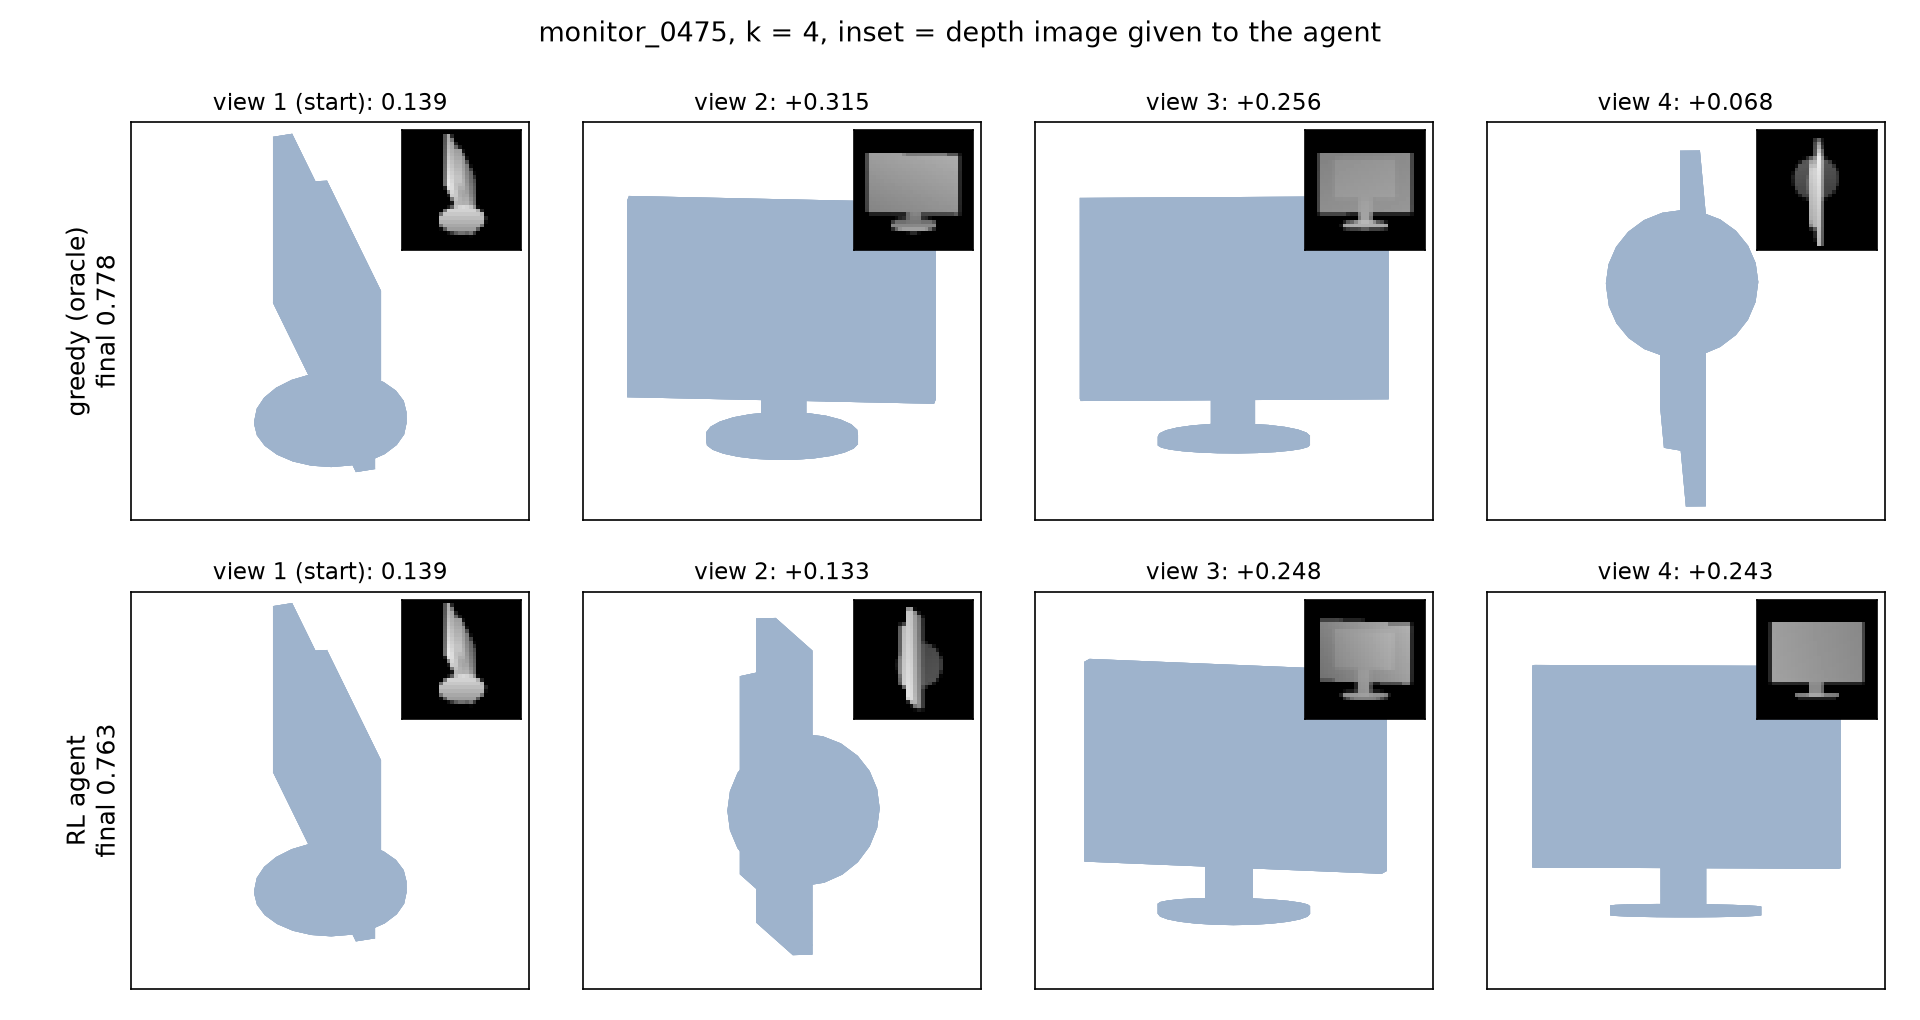 monitor_0475, k = 4, inset = depth image given to the agent
greedy (oracle)
final 0.778
view 1 (start): 0.139
view 2: +0.315
view 3: +0.256
view 4: +0.068
RL agent
final 0.763
view 1 (start): 0.139
view 2: +0.133
view 3: +0.248
view 4: +0.243